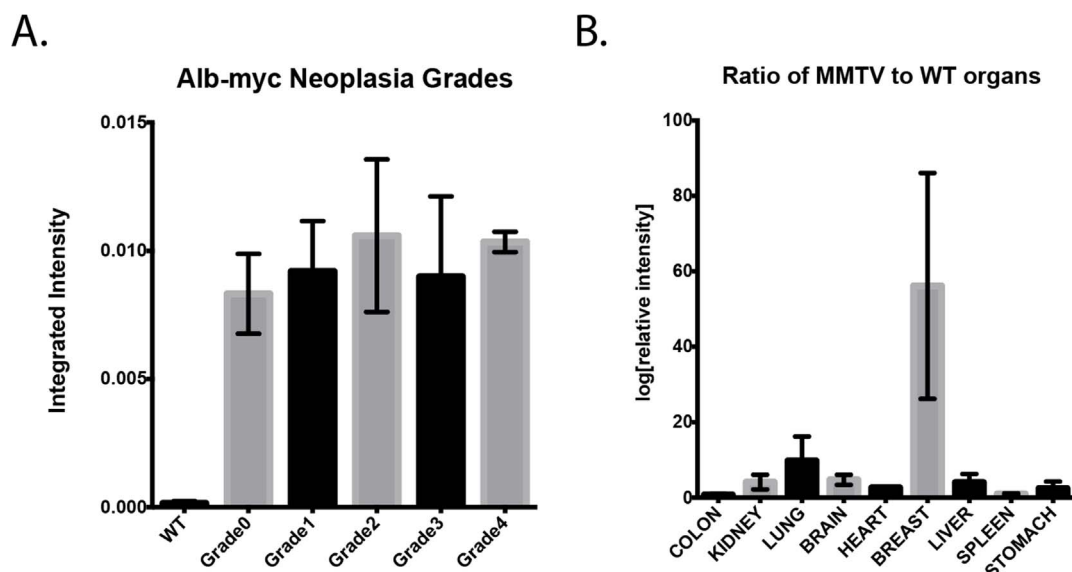 A.
Alb-myc Neoplasia Grades
Integrated Intensity
0.015
0.010
0.005
0.000
WT
Grade0
Grade1
Grade2
Grade3
Grade4
B.
Ratio of MMTV to WT organs
log[relative intensity]
100
80
60
40
20
0
COLON
KIDNEY
LUNG
BRAIN
HEART
BREAST
LIVER
SPLEEN
STOMACH